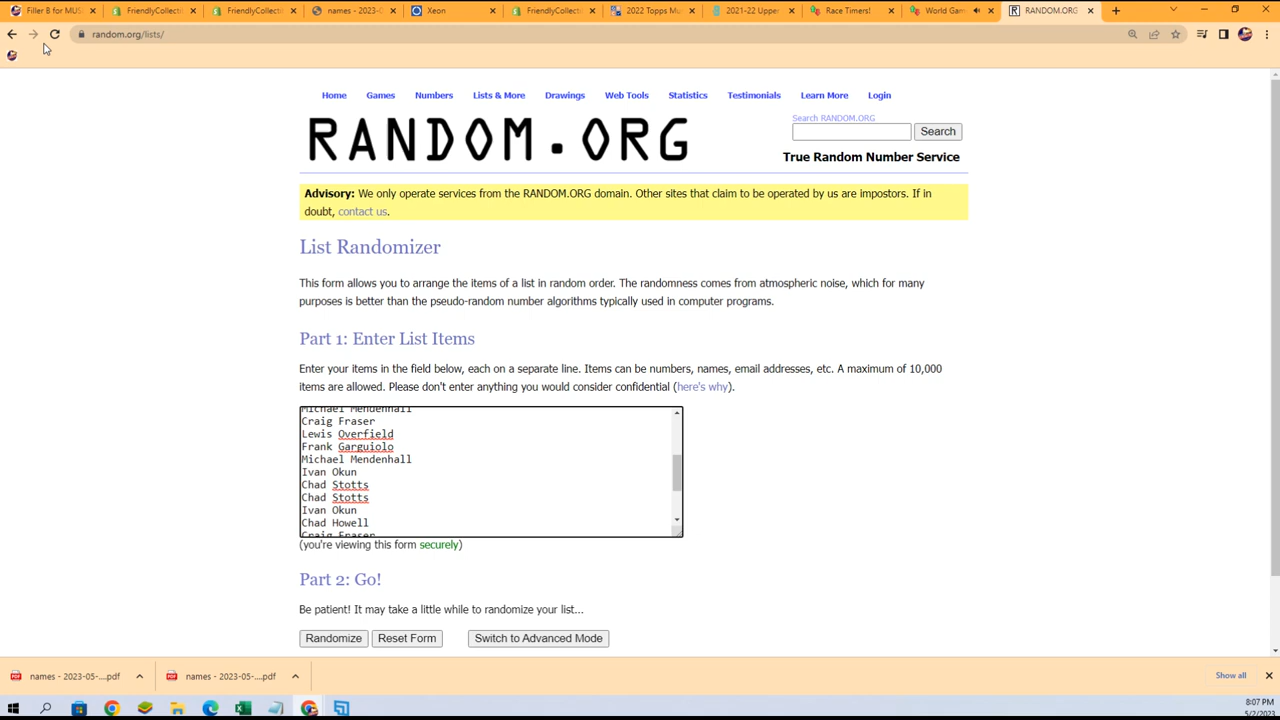 Filler B for MUS
FriendlyCollecti
FriendlyCollecti
names - 2023-0
Xeon
FriendlyCollecti
2022 Topps Mu
2021-22 Upper
Race Timers!
World Gam
RANDOM.ORG
random.org/lists/
Home Games Numbers Lists & More Drawings Web Tools Statistics Testimonials Learn More Login
RANDOM.ORG
Search RANDOM.ORG
Search
True Random Number Service
Advisory: We only operate services from the RANDOM.ORG domain. Other sites that claim to be operated by us are impostors. If in
doubt, contact us.
List Randomizer
This form allows you to arrange the items of a list in random order. The randomness comes from atmospheric noise, which for many
purposes is better than the pseudo-random number algorithms typically used in computer programs.
Part 1: Enter List Items
Enter your items in the field below, each on a separate line. Items can be numbers, names, email addresses, etc. A maximum of 10,000
items are allowed. Please don't enter anything you would consider confidential (here's why).
Michael Mendenhall
Craig Fraser
Lewis Overfield
Frank Garguiolo
Michael Mendenhall
Ivan Okun
Chad Stotts
Chad Stotts
Ivan Okun
Chad Howell
Craig Fraser
(you're viewing this form securely)
Part 2: Go!
Be patient! It may take a little while to randomize your list...
Randomize Reset Form Switch to Advanced Mode
names - 2023-05-....pdf
names - 2023-05-....pdf
Show all
8:07 PM
5/2/2023